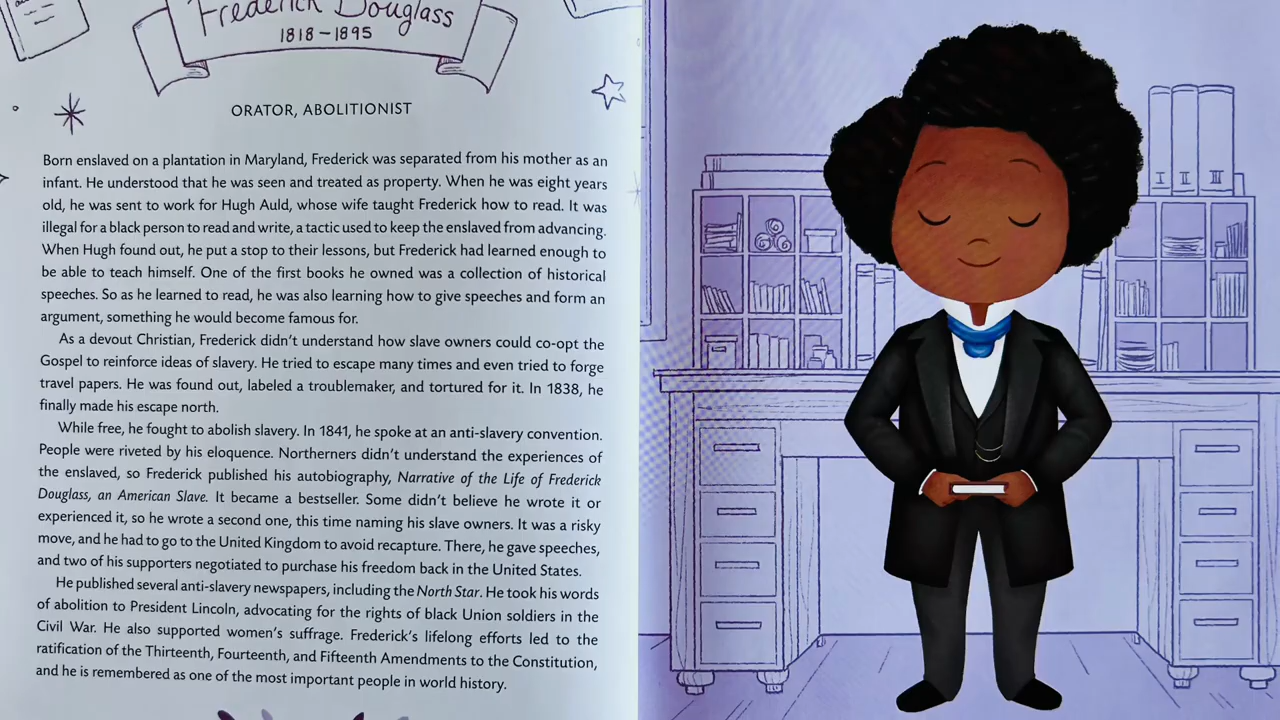 Frederick Douglass
1818–1895
ORATOR, ABOLITIONIST
Born enslaved on a plantation in Maryland, Frederick was separated from his mother as an
infant. He understood that he was seen and treated as property. When he was eight years
old, he was sent to work for Hugh Auld, whose wife taught Frederick how to read. It was
illegal for a black person to read and write, a tactic used to keep the enslaved from advancing.
When Hugh found out, he put a stop to their lessons, but Frederick had learned enough to
be able to teach himself. One of the first books he owned was a collection of historical
speeches. So as he learned to read, he was also learning how to give speeches and form an
argument, something he would become famous for.
As a devout Christian, Frederick didn't understand how slave owners could co-opt the
Gospel to reinforce ideas of slavery. He tried to escape many times and even tried to forge
travel papers. He was found out, labeled a troublemaker, and tortured for it. In 1838, he
finally made his escape north.
While free, he fought to abolish slavery. In 1841, he spoke at an anti-slavery convention.
People were riveted by his eloquence. Northerners didn't understand the experiences of
the enslaved, so Frederick published his autobiography, Narrative of the Life of Frederick
Douglass, an American Slave. It became a bestseller. Some didn't believe he wrote it or
experienced it, so he wrote a second one, this time naming his slave owners. It was a risky
move, and he had to go to the United Kingdom to avoid recapture. There, he gave speeches,
and two of his supporters negotiated to purchase his freedom back in the United States.
He published several anti-slavery newspapers, including the North Star. He took his words
of abolition to President Lincoln, advocating for the rights of black Union soldiers in the
Civil War. He also supported women's suffrage. Frederick's lifelong efforts led to the
ratification of the Thirteenth, Fourteenth, and Fifteenth Amendments to the Constitution,
and he is remembered as one of the most important people in world history.
I II III